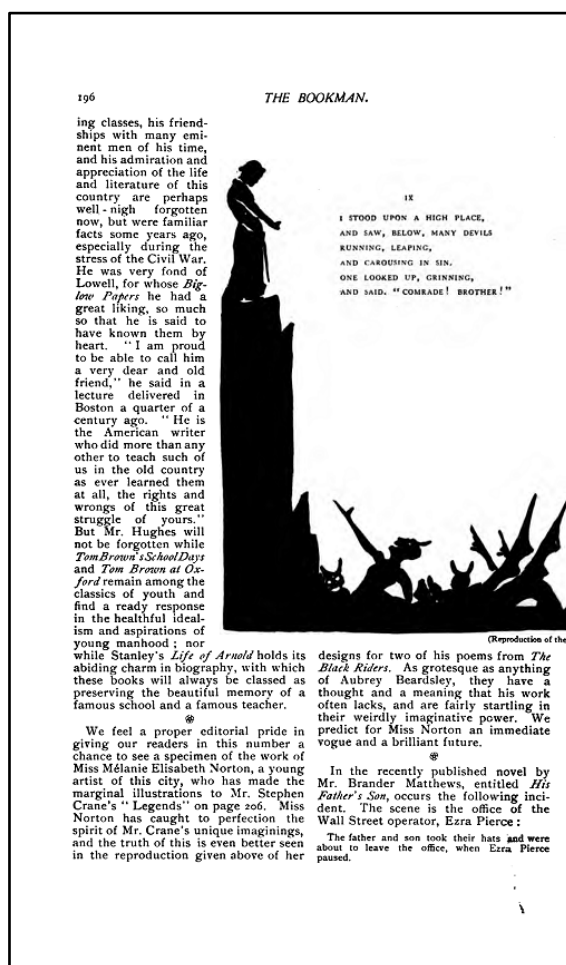 196
THE BOOKMAN.
ing classes, his friend-
ships with many emi-
nent men of his time,
and his admiration and
appreciation of the life
and literature of this
country are perhaps
well-nigh forgotten
now, but were familiar
facts some years ago,
especially during the
stress of the Civil War.
He was very fond of
Lowell, for whose Big-
low Papers he had a
great liking, so much
so that he is said to
have known them by
heart. "I am proud
to be able to call him
a very dear and old
friend," he said in a
lecture delivered in
Boston a quarter of a
century ago. "He is
the American writer
who did more than any
other to teach such of
us in the old country
as ever learned them
at all, the rights and
wrongs of this great
struggle of yours."
But Mr. Hughes will
not be forgotten while
Tom Brown's School Days
and Tom Brown at Ox-
ford remain among the
classics of youth and
find a ready response
in the healthful ideal-
ism and aspirations of
young manhood; nor
while Stanley's Life of Arnold holds its
abiding charm in biography, with which
these books will always be classed as
preserving the beautiful memory of a
famous school and a famous teacher.
We feel a proper editorial pride in
giving our readers in this number a
chance to see a specimen of the work of
Miss Mélanie Elisabeth Norton, a young
artist of this city, who has made the
marginal illustrations to Mr. Stephen
Crane's "Legends" on page 206. Miss
Norton has caught to perfection the
spirit of Mr. Crane's unique imaginings,
and the truth of this is even better seen
in the reproduction given above of her
IX
I STOOD UPON A HIGH PLACE,
AND SAW, BELOW, MANY DEVILS
RUNNING, LEAPING,
AND CAROUSING IN SIN.
ONE LOOKED UP, GRINNING,
AND SAID. "COMRADE! BROTHER!"
(Reproduction of the
designs for two of his poems from The
Black Riders. As grotesque as anything
of Aubrey Beardsley, they have a
thought and a meaning that his work
often lacks, and are fairly startling in
their weirdly imaginative power. We
predict for Miss Norton an immediate
vogue and a brilliant future.
In the recently published novel by
Mr. Brander Matthews, entitled His
Father's Son, occurs the following inci-
dent. The scene is the office of the
Wall Street operator, Ezra Pierce:
The father and son took their hats and were
about to leave the office, when Ezra Pierce
paused.